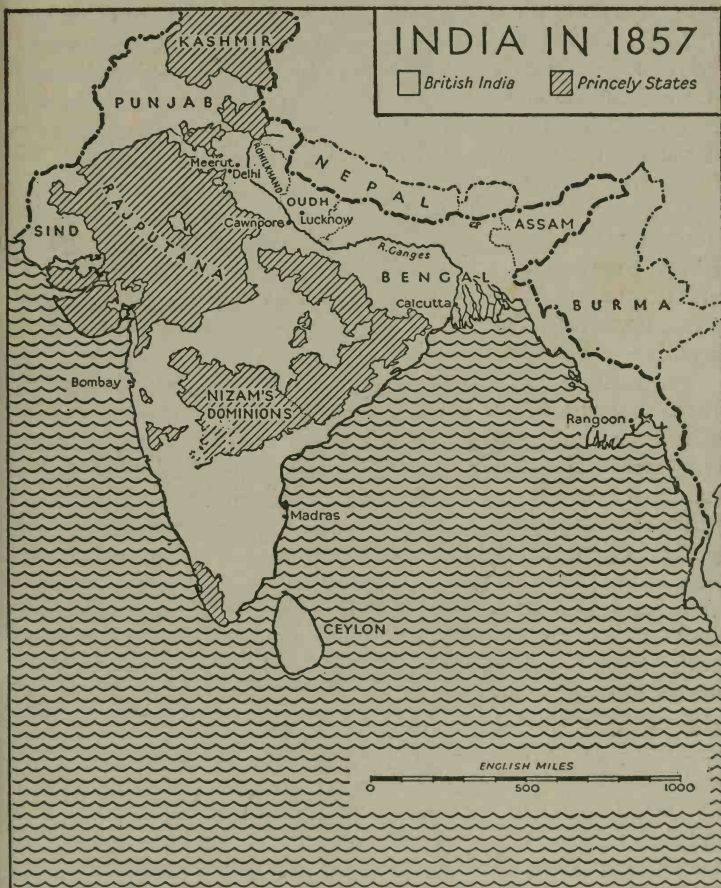 INDIA IN 1857
British India
Princely States
KASHMIR
PUNJAB
Meerut
Delhi
ROHILKHAND
NEPAL
OUDH
Lucknow
Cawnpore
RAJPUTANA
SIND
ASSAM
R. Ganges
BENGAL
Calcutta
BURMA
Bombay
NIZAM'S
DOMINIONS
Rangoon
Madras
CEYLON
ENGLISH MILES
0 500 1000